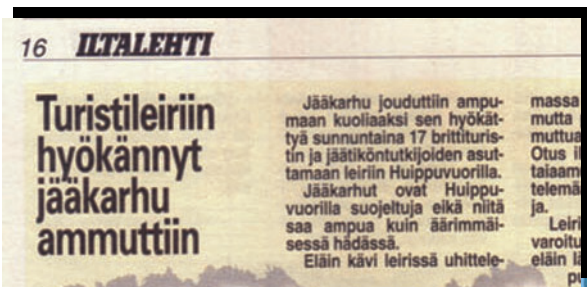 16 ILTALEHTI
Turistileiriin
hyökännyt
jääkarhu
ammuttiin
Jääkarhu jouduttiin ampu-
maan kuoliaaksi sen hyökät-
tyä sunnuntaina 17 brittituris-
tin ja jäätiköntutkijoiden asut-
tamaan leiriin Huippuvuorilla.
Jääkarhut ovat Huippu-
vuorilla suojeltuja eikä niitä
saa ampua kuin äärimmäi-
sessä hädässä.
Eläin kävi leirissä uhittele-
massa
mutta
muttua
Otus
taiaam
telemä
ja.
Leiri
varoitu
eläin